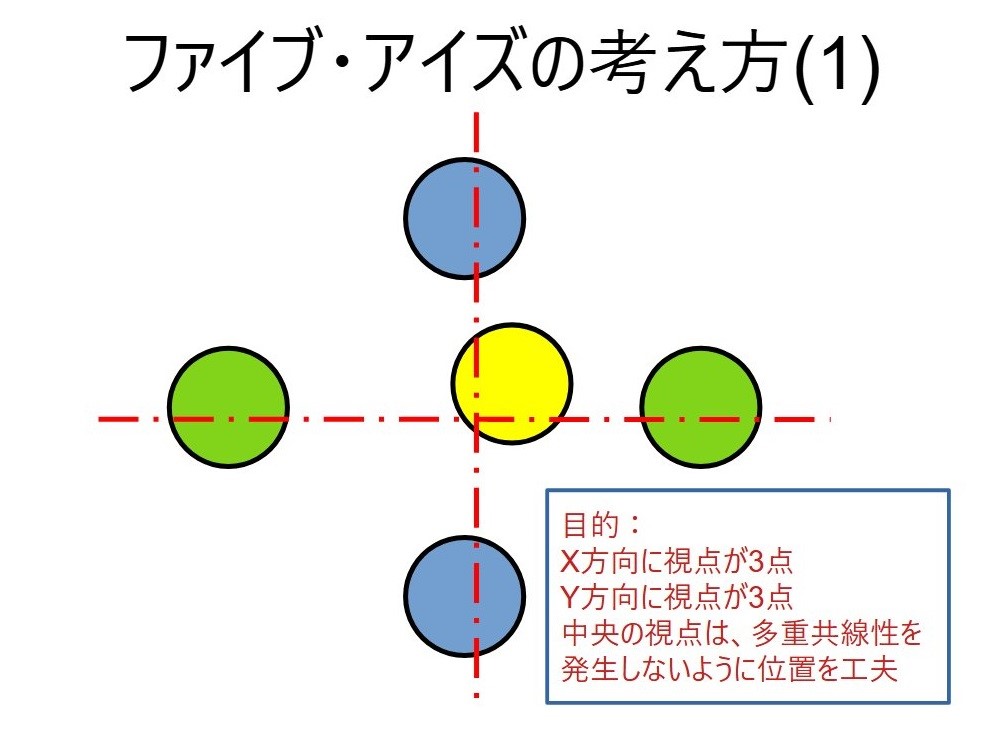 ファイブ・アイズの考え方(1)
目的：
X方向に視点が3点
Y方向に視点が3点
中央の視点は、多重共線性を
発生しないように位置を工夫